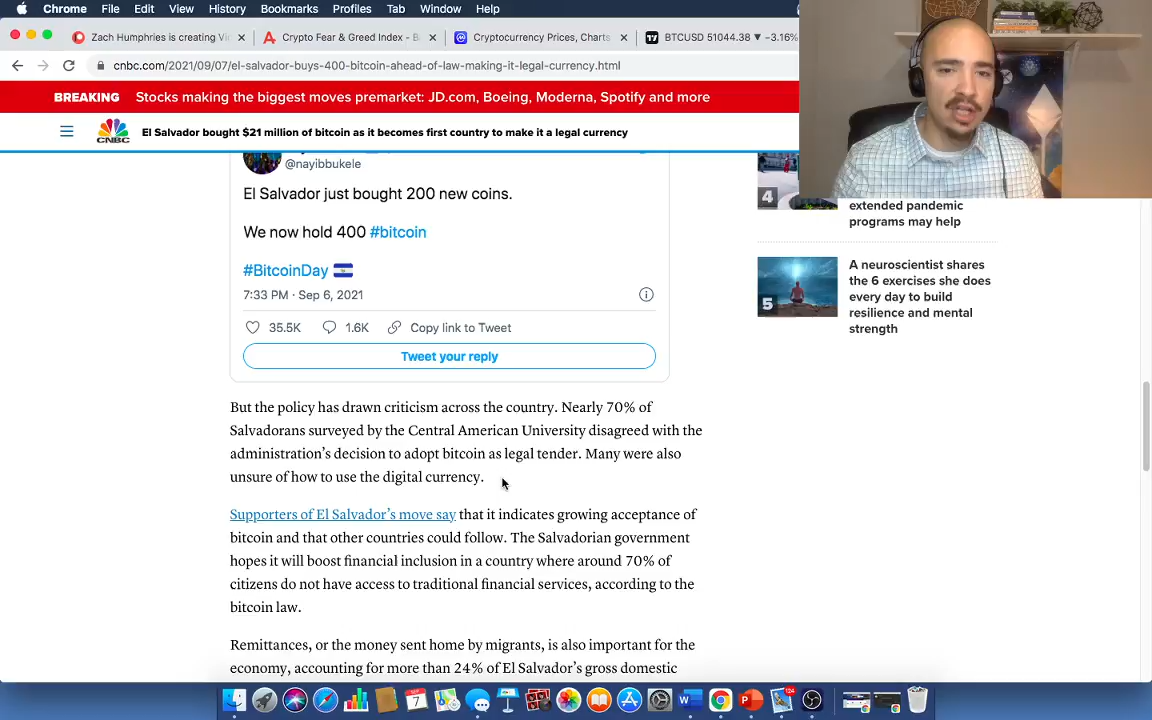 Chrome File Edit View History Bookmarks Profiles Tab Window Help
Zach Humphries is creating Vi
Crypto Fear & Greed Index - B
Cryptocurrency Prices, Charts
BTCUSD 51044.38 ▼ −3.16%
cnbc.com/2021/09/07/el-salvador-buys-400-bitcoin-ahead-of-law-making-it-legal-currency.html
BREAKING Stocks making the biggest moves premarket: JD.com, Boeing, Moderna, Spotify and more
CNBC El Salvador bought $21 million of bitcoin as it becomes first country to make it a legal currency
@nayibbukele
El Salvador just bought 200 new coins.
We now hold 400 #bitcoin
#BitcoinDay
7:33 PM · Sep 6, 2021
35.5K 1.6K Copy link to Tweet
Tweet your reply
But the policy has drawn criticism across the country. Nearly 70% of
Salvadorans surveyed by the Central American University disagreed with the
administration's decision to adopt bitcoin as legal tender. Many were also
unsure of how to use the digital currency.
Supporters of El Salvador's move say that it indicates growing acceptance of
bitcoin and that other countries could follow. The Salvadorian government
hopes it will boost financial inclusion in a country where around 70% of
citizens do not have access to traditional financial services, according to the
bitcoin law.
Remittances, or the money sent home by migrants, is also important for the
economy, accounting for more than 24% of El Salvador's gross domestic
4
extended pandemic
programs may help
5
A neuroscientist shares
the 6 exercises she does
every day to build
resilience and mental
strength
7
124